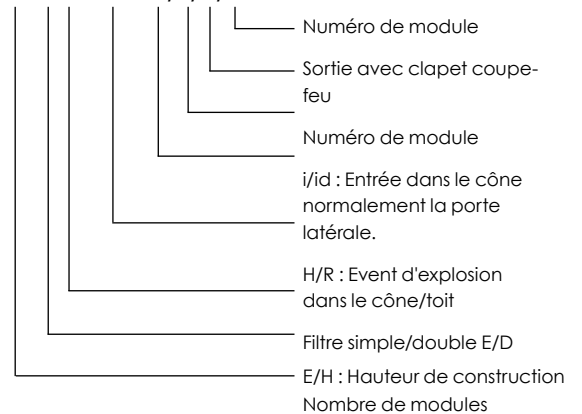 Numéro de module
Sortie avec clapet coupe-
feu
Numéro de module
i/id : Entrée dans le cône
normalement la porte
latérale.
H/R : Event d'explosion
dans le cône/toit
Filtre simple/double E/D
E/H : Hauteur de construction
Nombre de modules